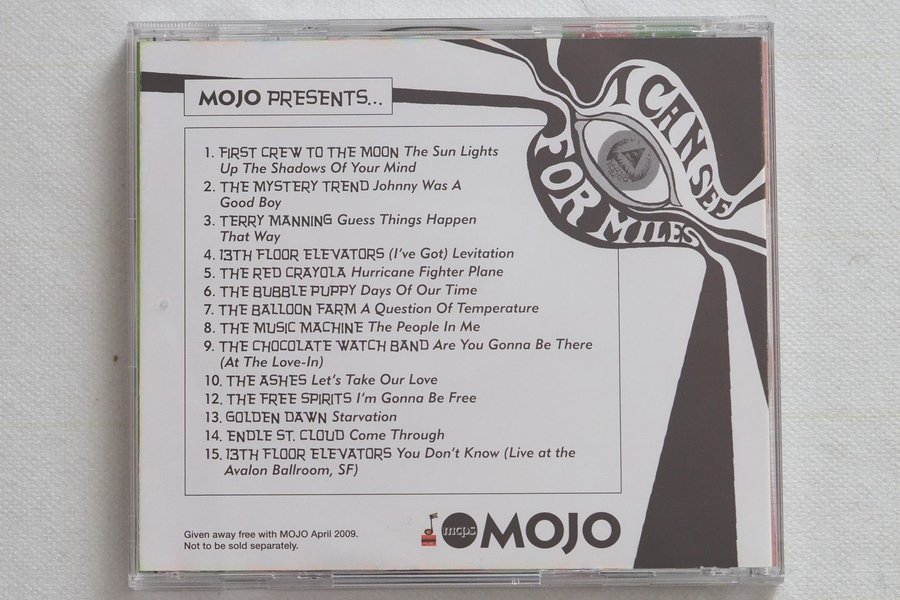 MOJO PRESENTS...
I CAN SEE
FOR MILES
1. FIRST CREW TO THE MOON The Sun Lights
Up The Shadows Of Your Mind
2. THE MYSTERY TREND Johnny Was A
Good Boy
3. TERRY MANNING Guess Things Happen
That Way
4. 13TH FLOOR ELEVATORS (I've Got) Levitation
5. THE RED CRAYOLA Hurricane Fighter Plane
6. THE BUBBLE PUPPY Days Of Our Time
7. THE BALLOON FARM A Question Of Temperature
8. THE MUSIC MACHINE The People In Me
9. THE CHOCOLATE WATCH BAND Are You Gonna Be There
(At The Love-In)
10. THE ASHES Let's Take Our Love
12. THE FREE SPIRITS I'm Gonna Be Free
13. GOLDEN DAWN Starvation
14. ENDLE ST. CLOUD Come Through
15. 13TH FLOOR ELEVATORS You Don't Know (Live at the
Avalon Ballroom, SF)
Given away free with MOJO April 2009.
Not to be sold separately.
mcps
MOJO